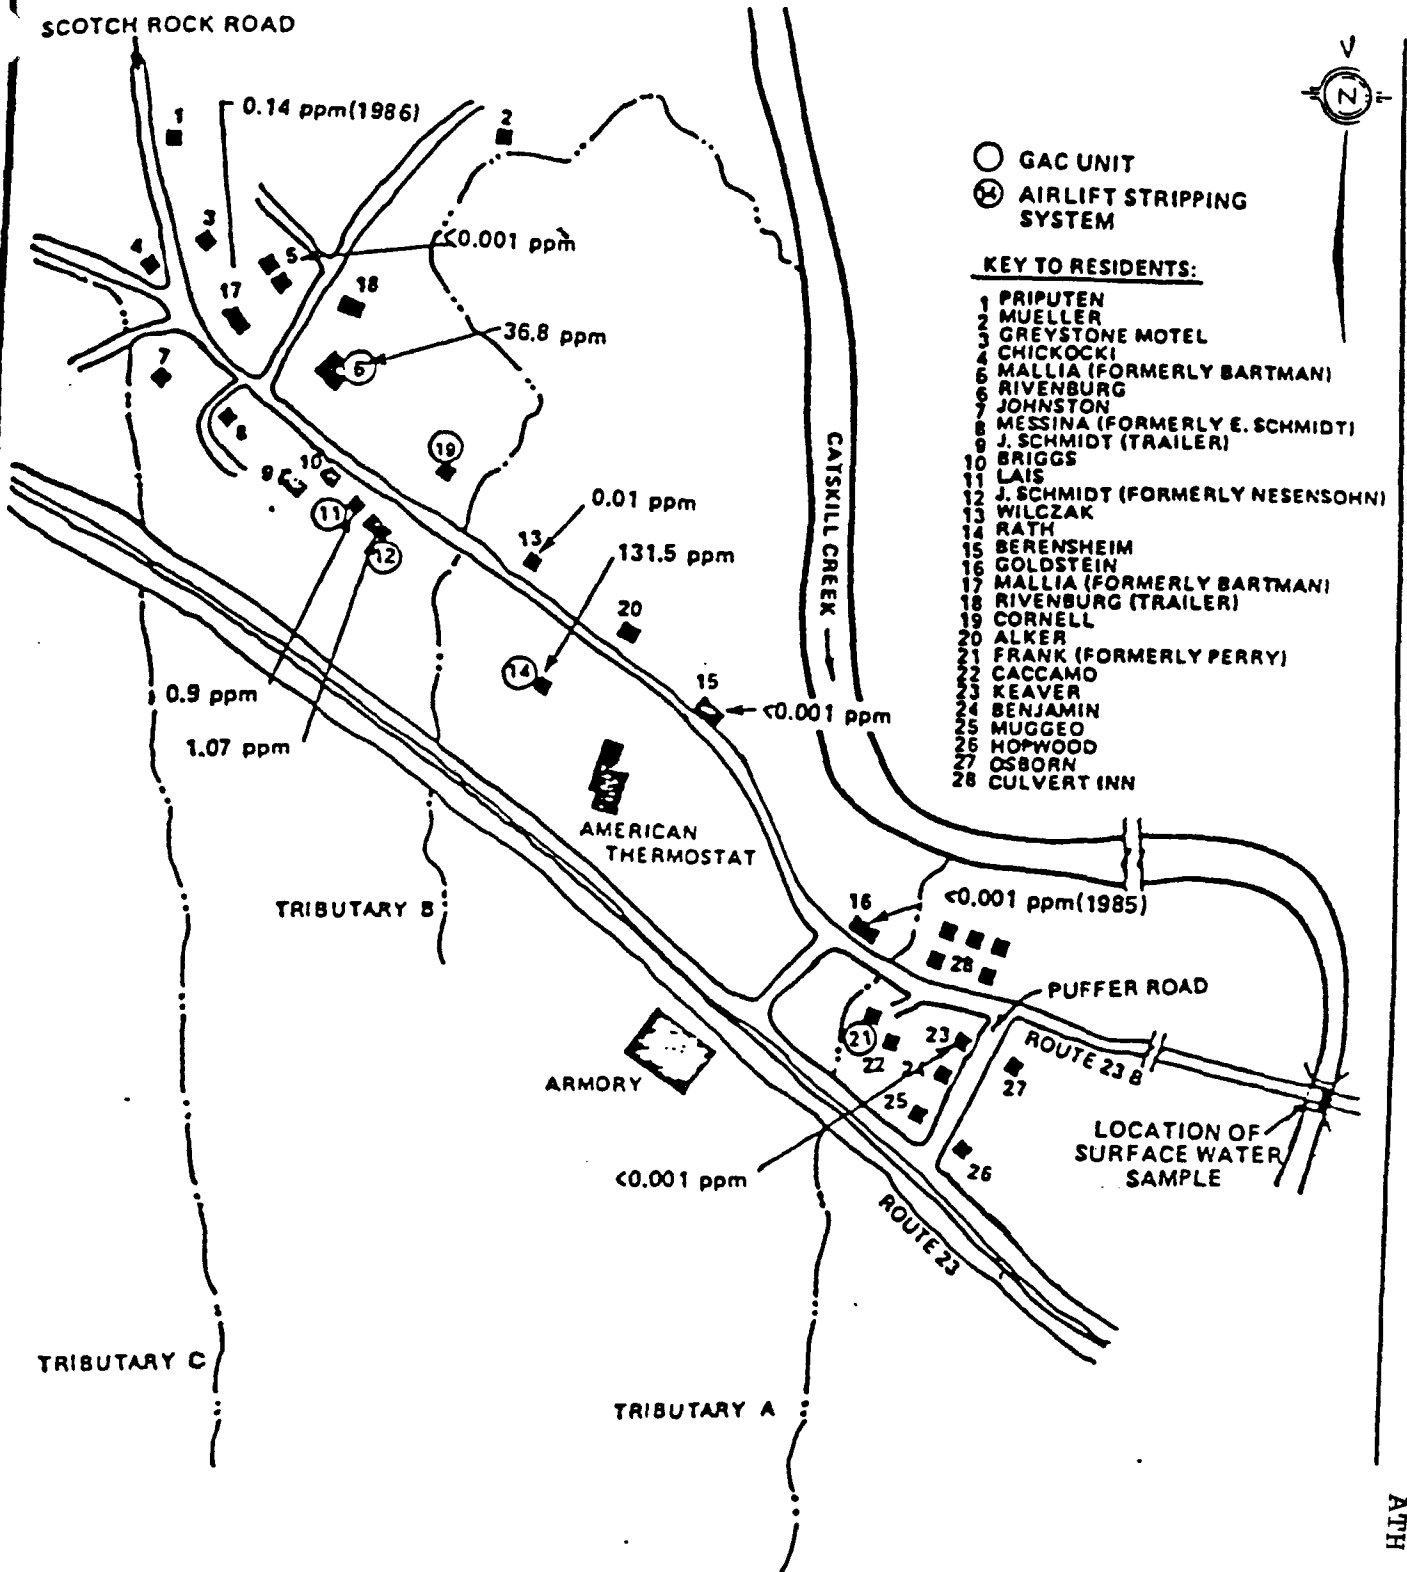 SCOTCH ROCK ROAD
1
0.14 ppm(1986)
2
N
GAC UNIT
AIRLIFT STRIPPING
SYSTEM
3
4
5
<0.001 ppm
KEY TO RESIDENTS:
17
18
36.8 ppm
7
6
1 PRIPUTEN
2 MUELLER
3 GREYSTONE MOTEL
4 CHICKOCKI
5 MALLIA (FORMERLY BARTMAN)
6 RIVENBURG
7 JOHNSTON
8 MESSINA (FORMERLY E. SCHMIDT)
9 J. SCHMIDT (TRAILER)
10 BRIGGS
11 LAIS
12 J. SCHMIDT (FORMERLY NESENSOHN)
13 WILCZAK
14 RATH
15 BERENSHEIM
16 GOLDSTEIN
17 MALLIA (FORMERLY BARTMAN)
18 RIVENBURG (TRAILER)
19 CORNELL
20 ALKER
21 FRANK (FORMERLY PERRY)
22 CACCAMO
23 KEAVER
24 BENJAMIN
25 MUGGEO
26 HOPWOOD
27 OSBORN
28 CULVERT INN
8
9
10
19
11
12
0.01 ppm
13
131.5 ppm
CATSKILL CREEK
20
14
15
<0.001 ppm
0.9 ppm
1.07 ppm
AMERICAN
THERMOSTAT
TRIBUTARY B
16
<0.001 ppm(1985)
28
PUFFER ROAD
21
22
23
24
25
ROUTE 23 B
27
26
ARMORY
<0.001 ppm
LOCATION OF
SURFACE WATER
SAMPLE
ROUTE 23
TRIBUTARY C
TRIBUTARY A
ATH